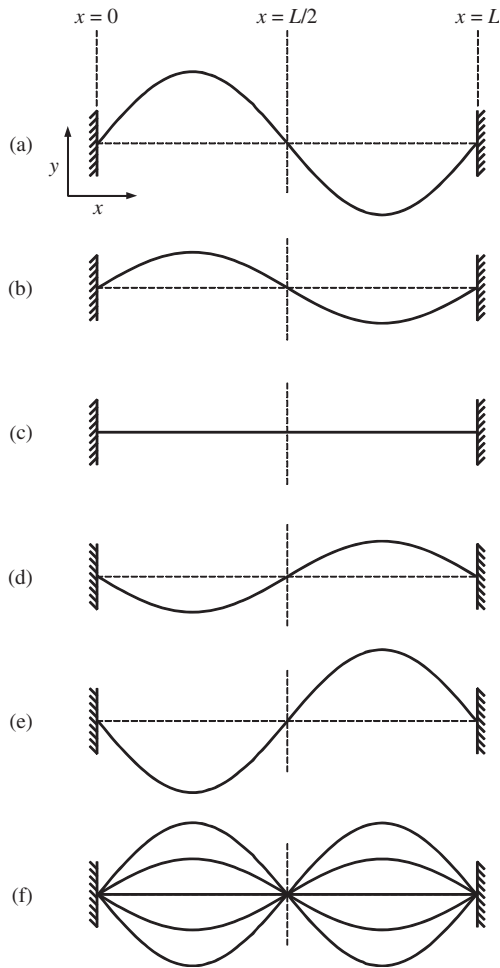 x = 0 x = L/2 x = L
(a)
y
x
(b)
(c)
(d)
(e)
(f)